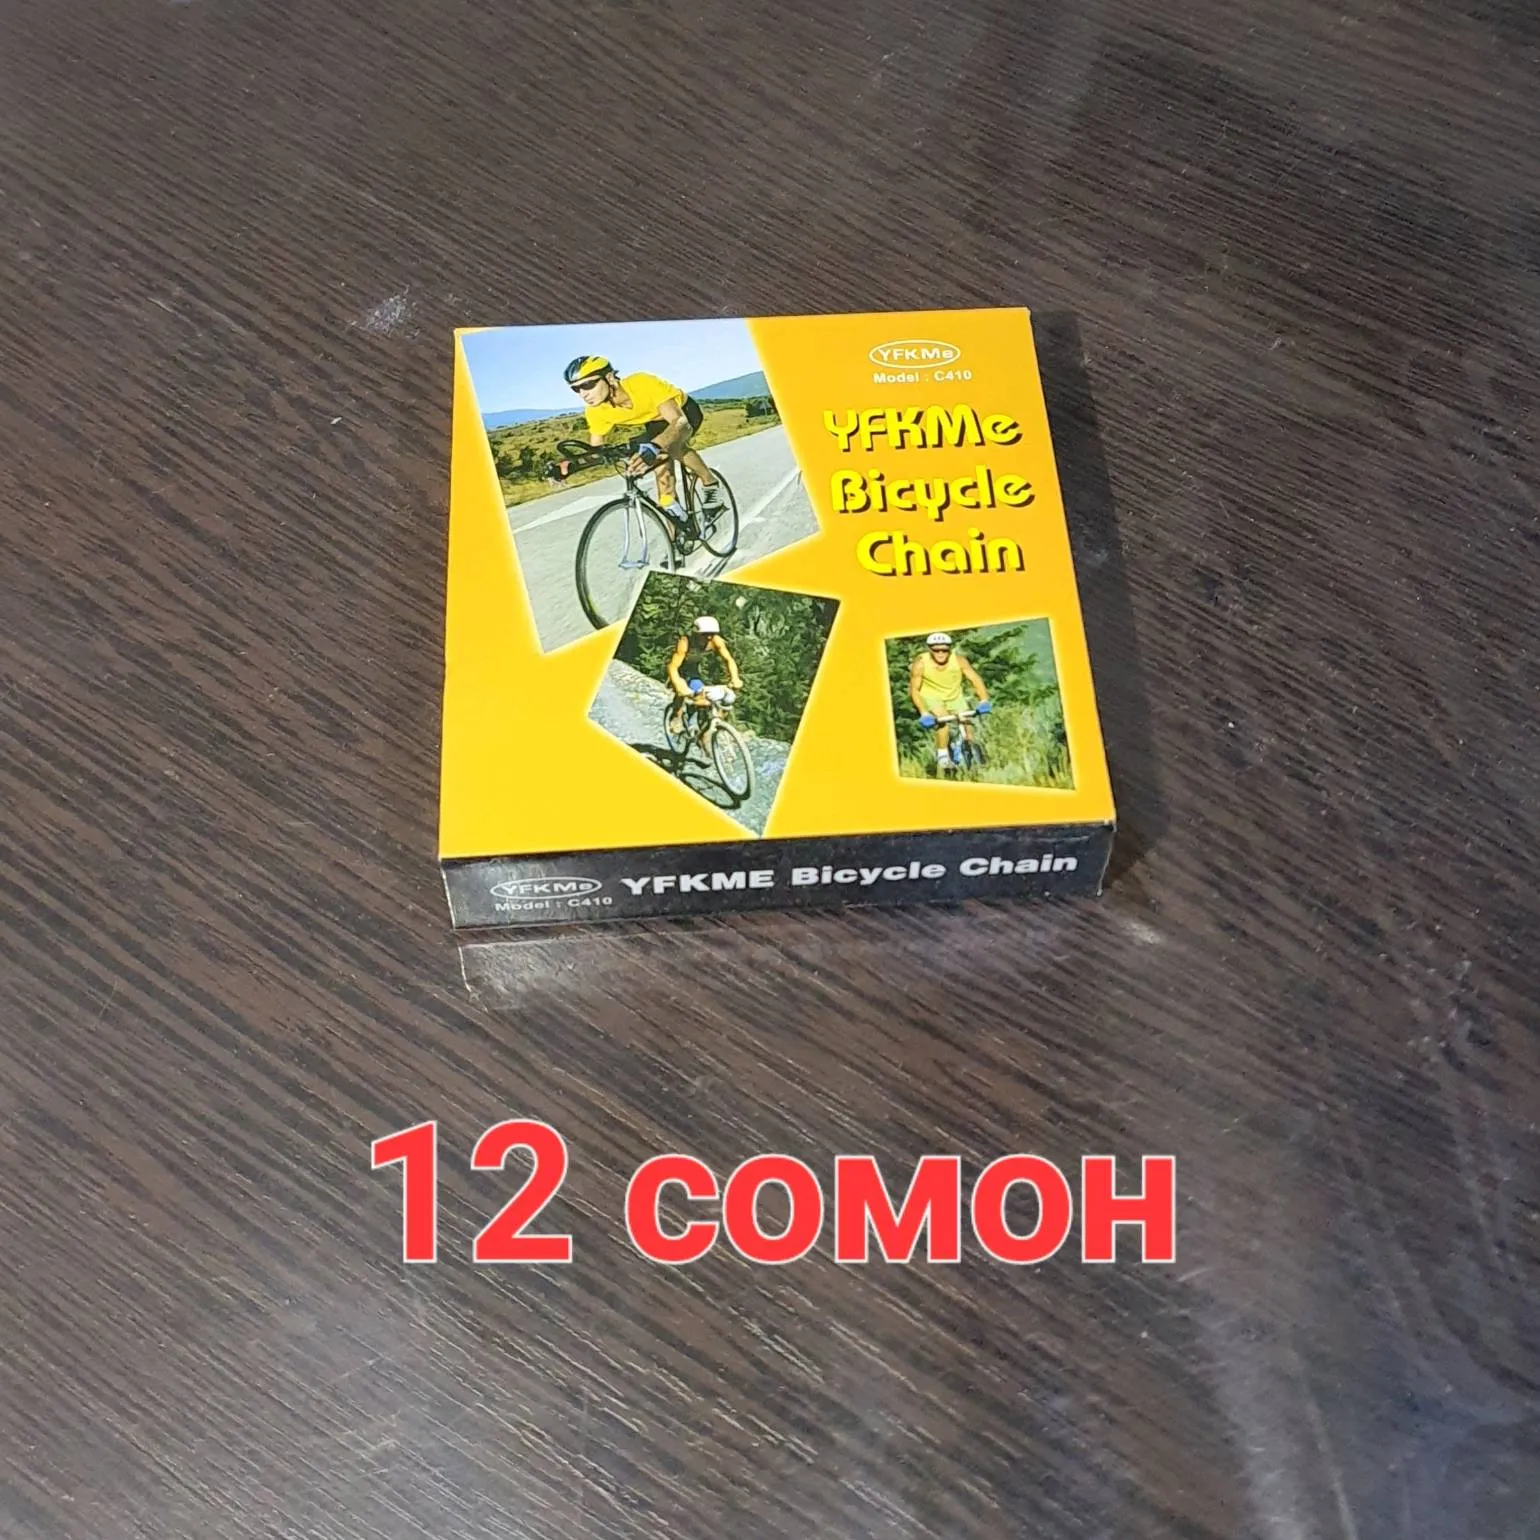 YFKMe
Model : C410
YFKMe
Bicycle
Chain
YFKMe
Model : C410
YFKME Bicycle Chain
12 сомон